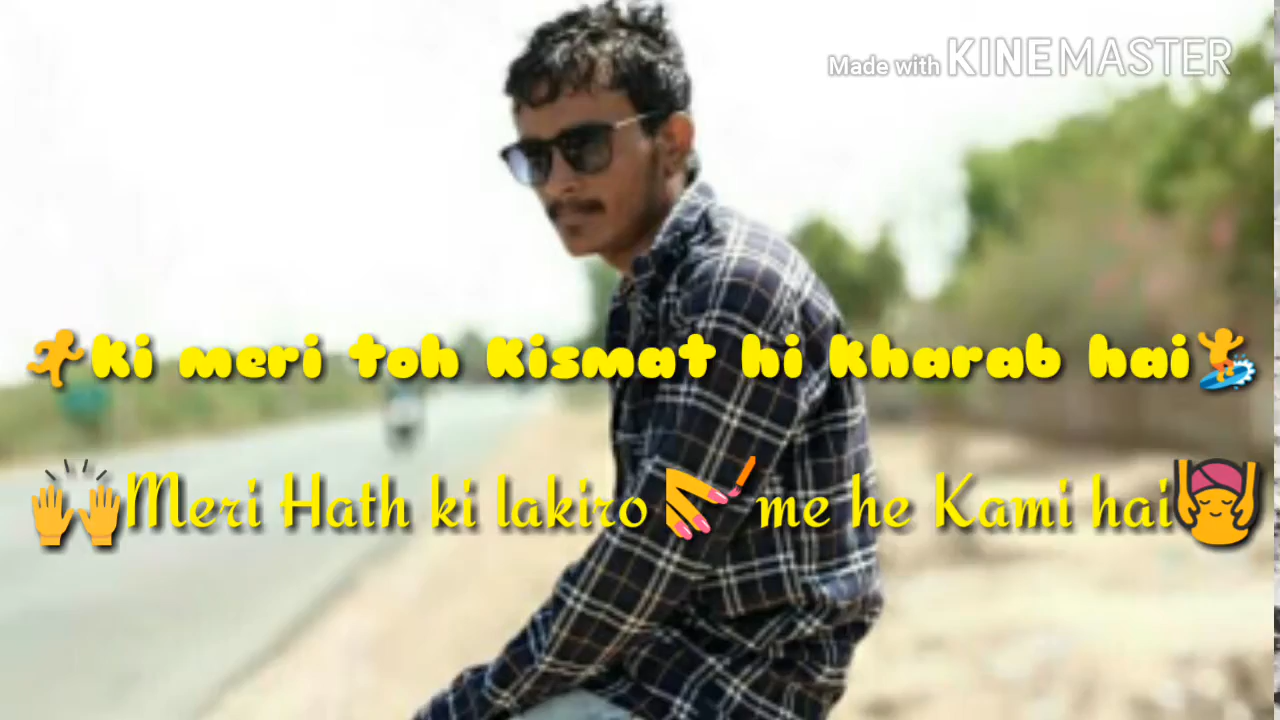 Made with KINEMASTER
🏃Ki meri toh Kismat hi kharab hai🏄
🙌Meri Hath ki lakiro 💅 me he Kami hai💆